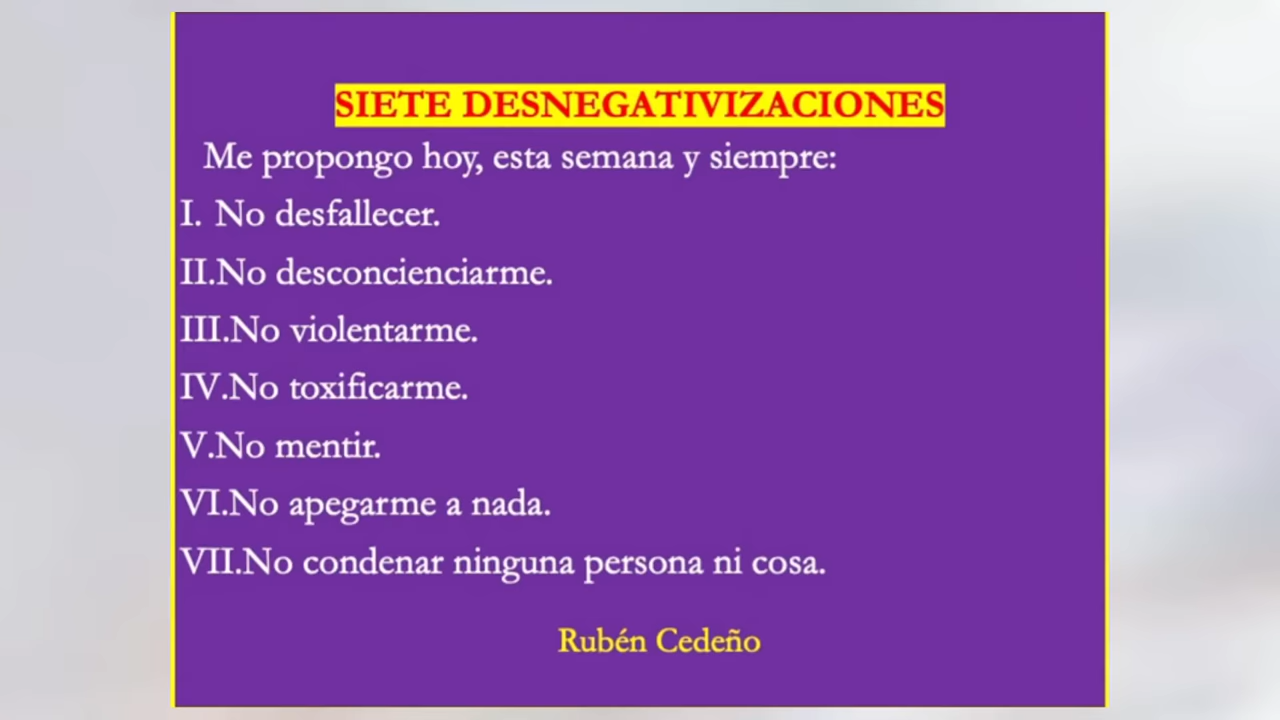 SIETE DESNEGATIVIZACIONES
Me propongo hoy, esta semana y siempre:
I. No desfallecer.
II.No desconcienciarme.
III.No violentarme.
IV.No toxificarme.
V.No mentir.
VI.No apegarme a nada.
VII.No condenar ninguna persona ni cosa.
Rubén Cedeño